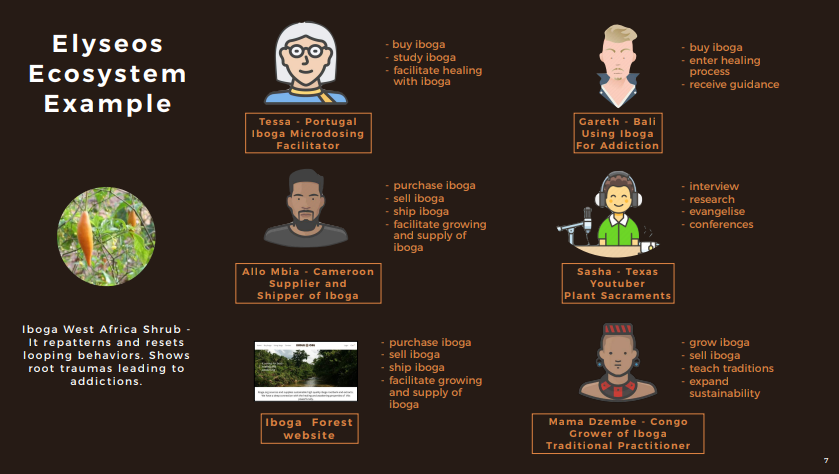 Elyseos
Ecosystem
Example
- buy iboga
- study iboga
- facilitate healing
with iboga
Tessa - Portugal
Iboga Microdosing
Facilitator
- buy iboga
- enter healing
process
- receive guidance
Gareth - Bali
Using Iboga
For Addiction
- purchase iboga
- sell iboga
- ship iboga
- facilitate growing
and supply of
iboga
Allo Mbia - Cameroon
Supplier and
Shipper of Iboga
- interview
- research
- evangelise
- conferences
Sasha - Texas
Youtuber
Plant Sacraments
Iboga West Africa Shrub -
It repatterns and resets
looping behaviors. Shows
root traumas leading to
addictions.
- purchase iboga
- sell iboga
- ship iboga
- facilitate growing
and supply of
iboga
Iboga Forest
website
- grow iboga
- sell iboga
- teach traditions
- expand
sustainability
Mama Dzembe - Congo
Grower of Iboga
Traditional Practitioner
7